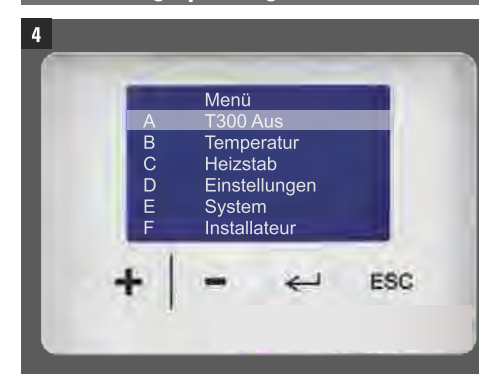 4
Menü
A T300 Aus
B Temperatur
C Heizstab
D Einstellungen
E System
F Installateur
+ | - ↵ ESC